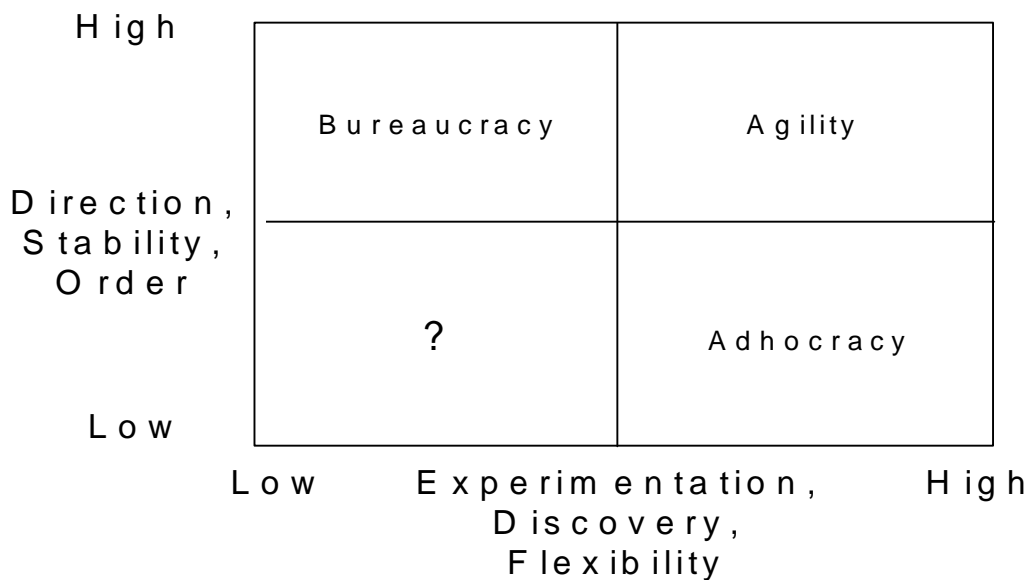 High
Bureaucracy Agility
Direction,
Stability,
Order
? Adhocracy
Low
Low Experimentation, High
Discovery,
Flexibility